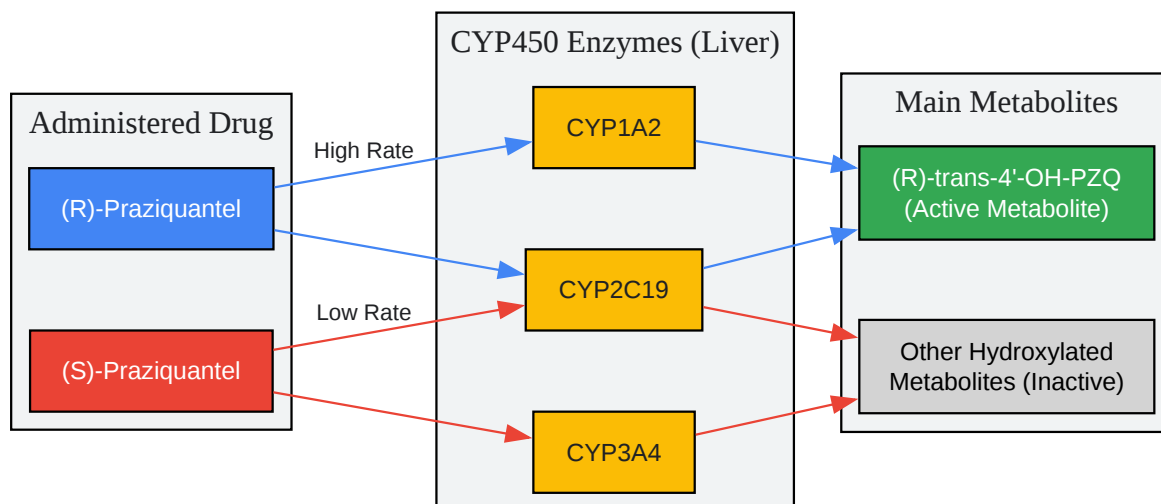 Administered Drug
(R)-Praziquantel
(S)-Praziquantel
High Rate
Low Rate
CYP450 Enzymes (Liver)
CYP1A2
CYP2C19
CYP3A4
Main Metabolites
(R)-trans-4'-OH-PZQ
(Active Metabolite)
Other Hydroxylated
Metabolites (Inactive)